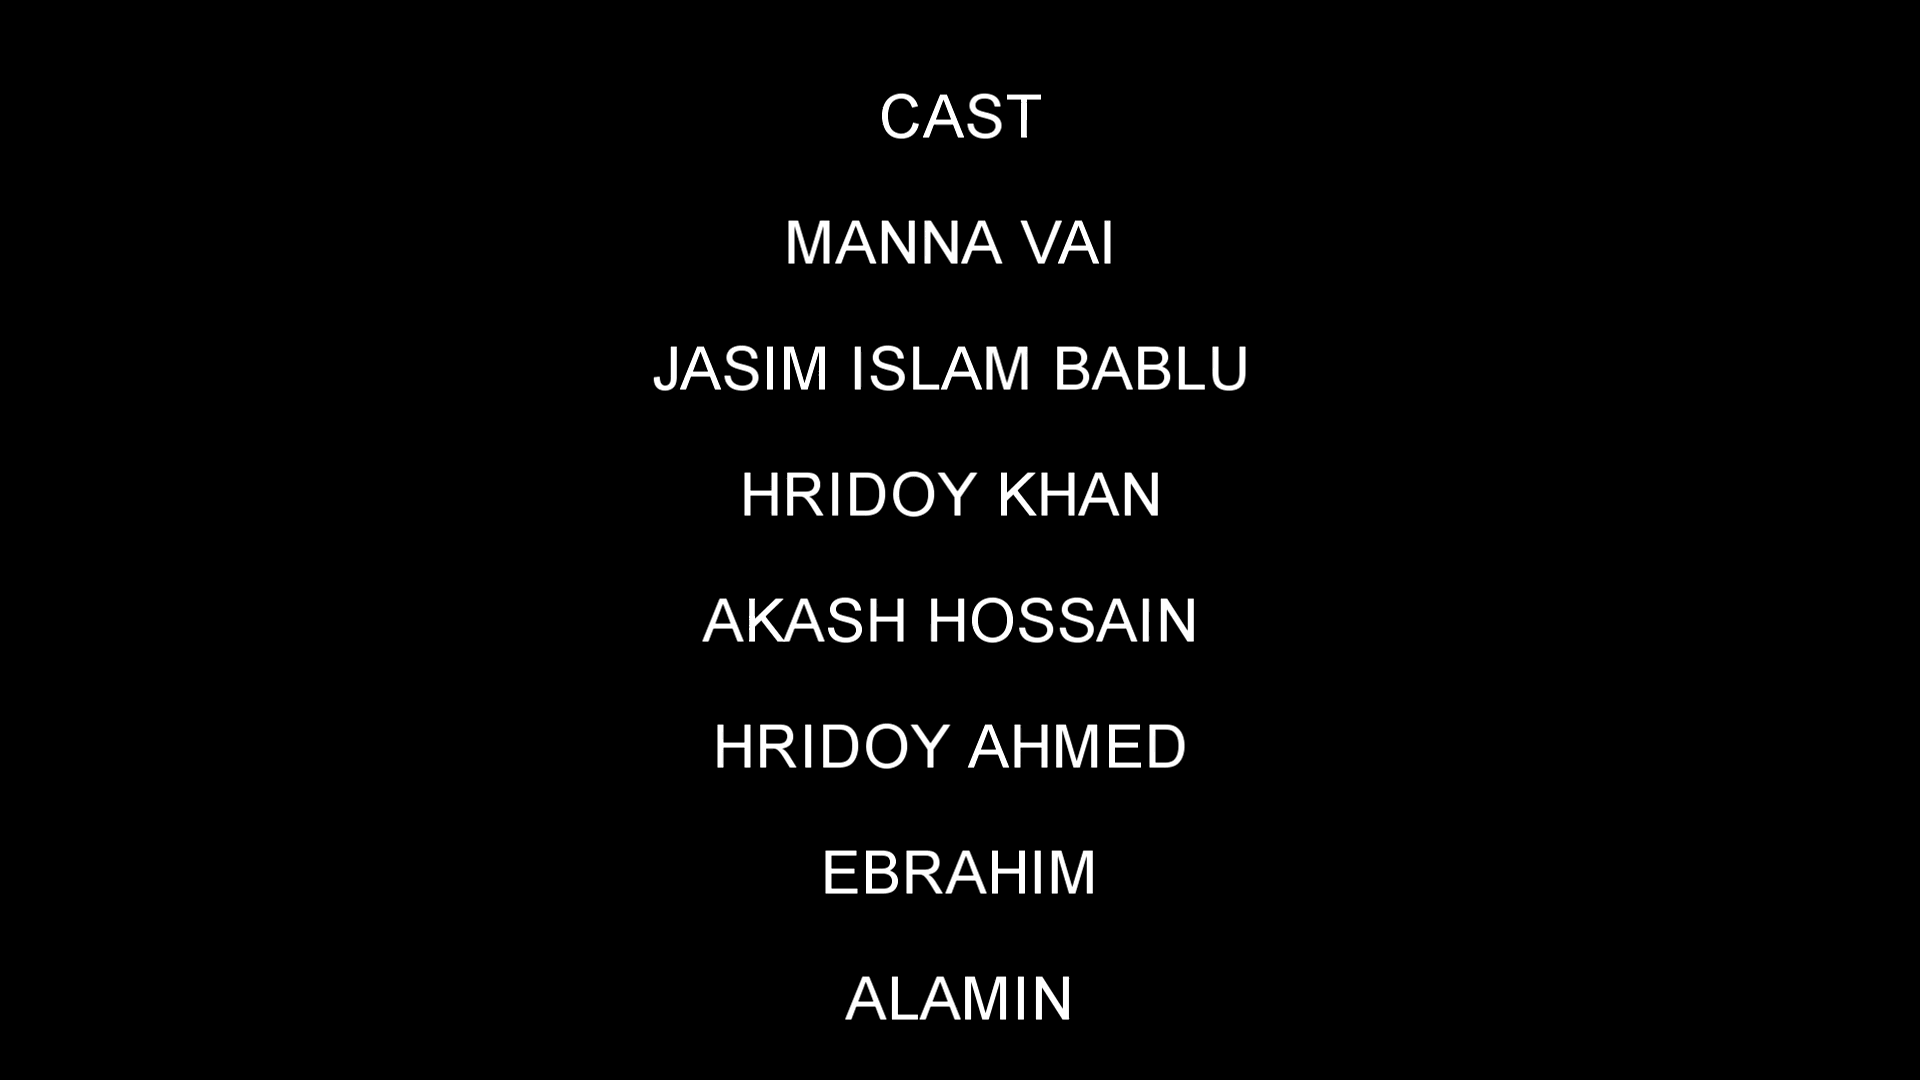 CAST
MANNA VAI
JASIM ISLAM BABLU
HRIDOY KHAN
AKASH HOSSAIN
HRIDOY AHMED
EBRAHIM
ALAMIN